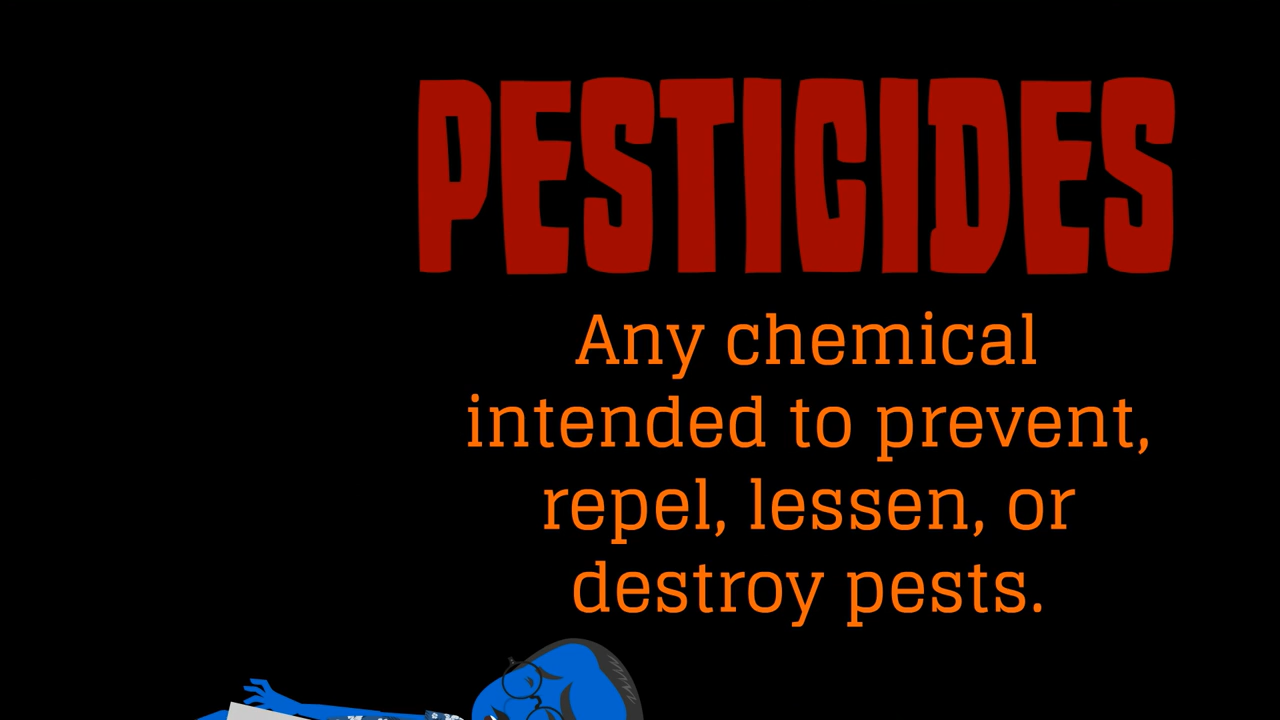 PESTICIDES
Any chemical
intended to prevent,
repel, lessen, or
destroy pests.